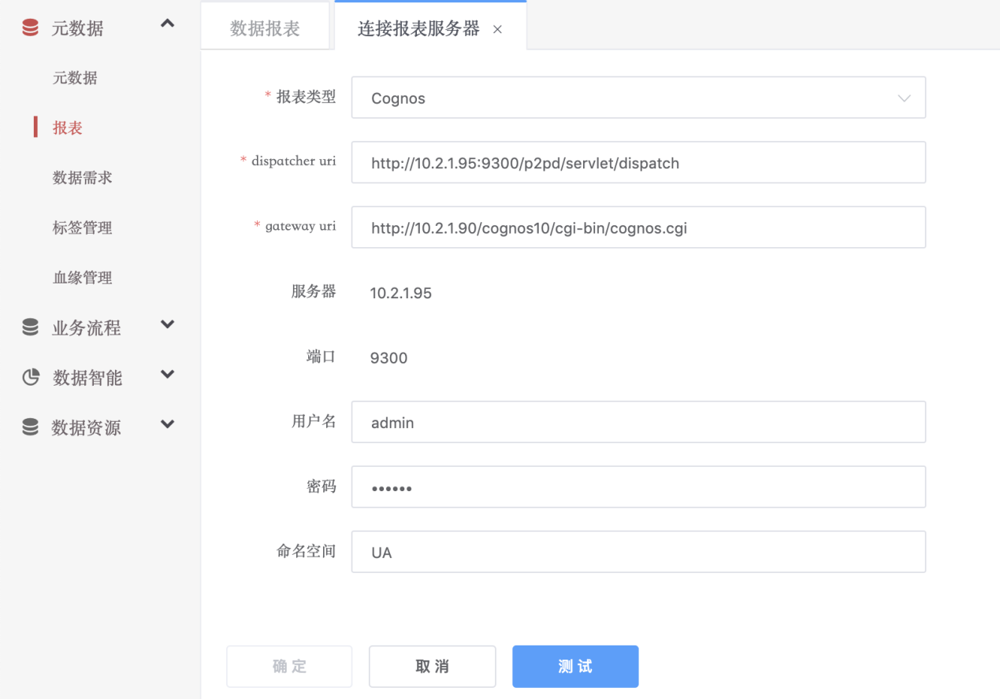 元数据
元数据
报表
数据需求
标签管理
血缘管理
业务流程
数据智能
数据资源
数据报表
连接报表服务器 ×
* 报表类型 Cognos
* dispatcher uri http://10.2.1.95:9300/p2pd/servlet/dispatch
* gateway uri http://10.2.1.90/cognos10/cgi-bin/cognos.cgi
服务器 10.2.1.95
端口 9300
用户名 admin
密码 ••••••
命名空间 UA
确定 取消 测试